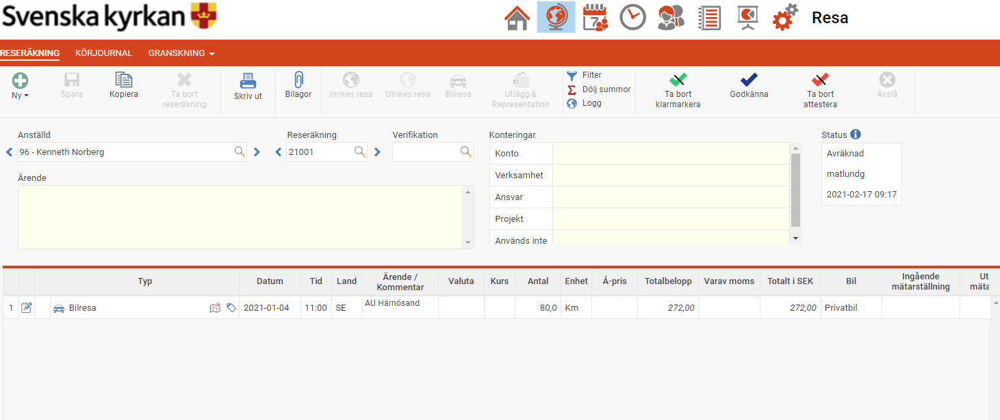 Svenska kyrkan
7
Resa
RESERÄKNING KÖRJOURNAL GRANSKNING
Ny
Spara
Kopiera
Ta bort
reseräkning
Skriv ut
Bilagor
Inrikes resa
Utrikes resa
Bilresa
Utlägg &
Representation
Filter
Dölj summor
Logg
Ta bort
klarmarkera
Godkänna
Ta bort
attestera
Avslå
Anställd
96 - Kenneth Norberg
Reseräkning
21001
Verifikation
Ärende
Konteringar
Konto
Verksamhet
Ansvar
Projekt
Används inte
Status
Avräknad
matlundg
2021-02-17 09:17
Typ Datum Tid Land Ärende / Kommentar Valuta Kurs Antal Enhet Á-pris Totalbelopp Varav moms Totalt i SEK Bil Ingående mätarställning Ut mäta
1 Bilresa 2021-01-04 11:00 SE AU Härnösand 80,0 Km 272,00 272,00 Privatbil